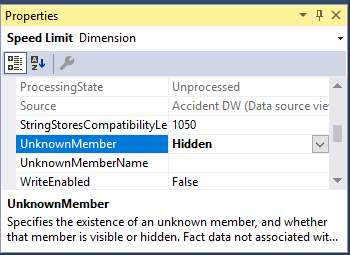 Properties
Speed Limit Dimension
ProcessingState Unprocessed
Source Accident DW (Data source vie
StringStoresCompatibilityLe 1050
UnknownMember Hidden
UnknownMemberName
WriteEnabled False
UnknownMember
Specifies the existence of an unknown member, and whether
that member is visible or hidden. Fact data not associated wit...